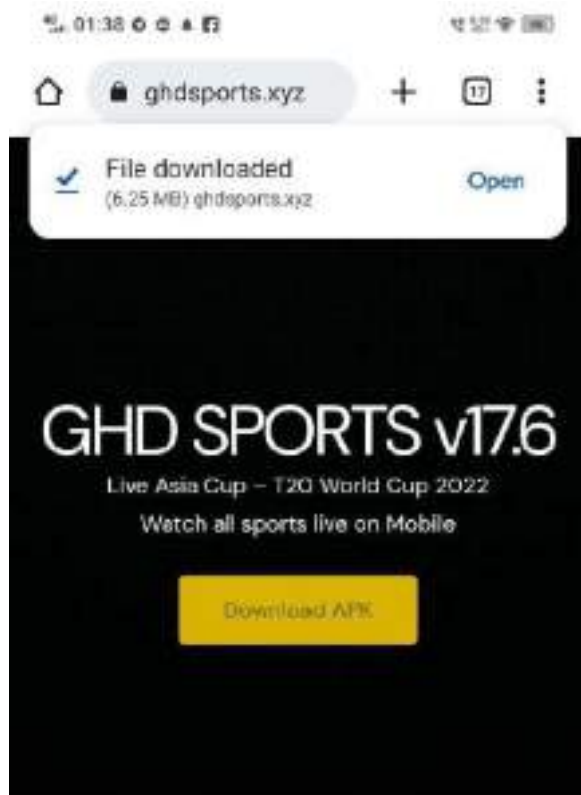 01:38
ghdsports.xyz
17
File downloaded
Open
(6.25 MB) ghdsports.xyz
GHD SPORTS v17.6
Live Asia Cup – T20 World Cup 2022
Watch all sports live on Mobile
Download APK